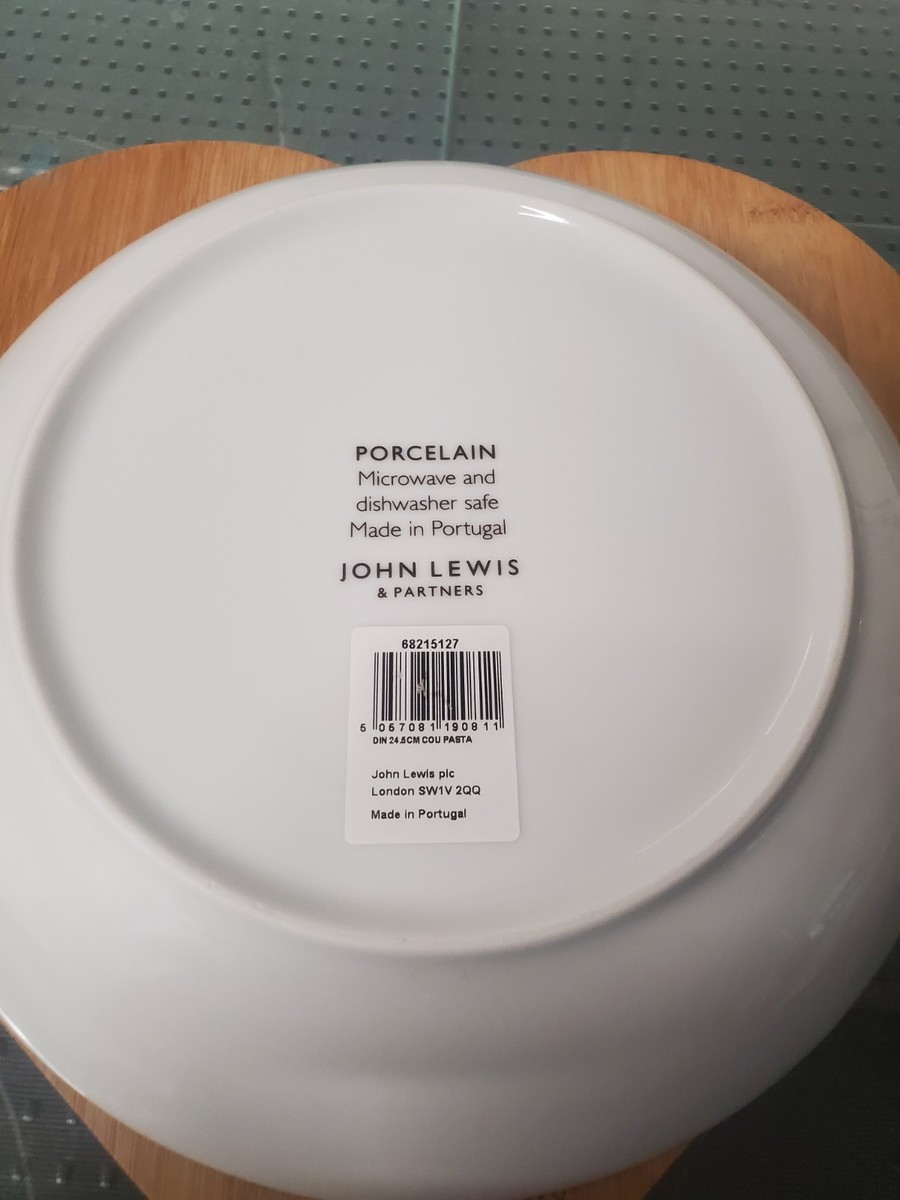 PORCELAIN
Microwave and
dishwasher safe
Made in Portugal
JOHN LEWIS
& PARTNERS
68215127
5 057081 190811
DIN 24.5CM COU PASTA
John Lewis plc
London SW1V 2QQ
Made in Portugal